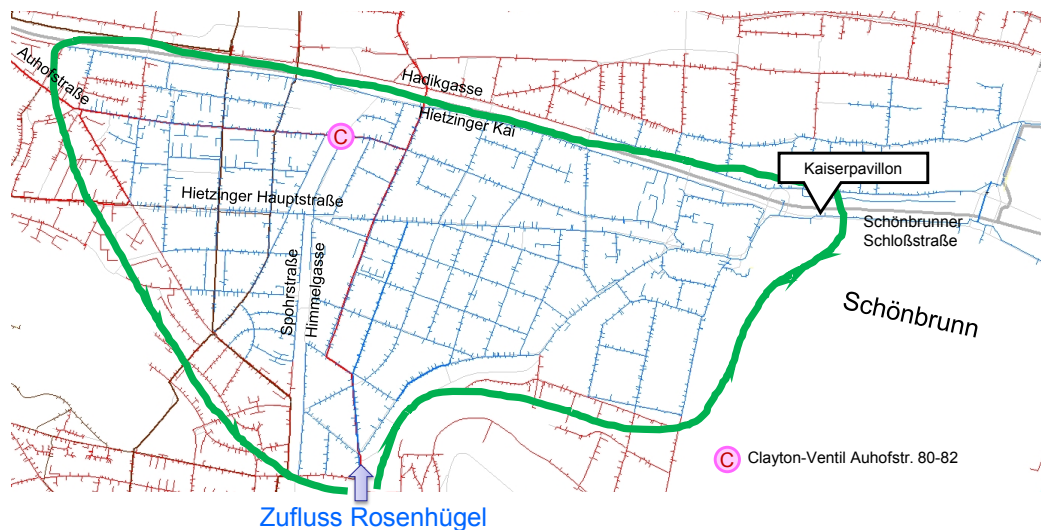 Auhofstraße
Hadikgasse
Hietzinger Kai
C
Kaiserpavillon
Hietzinger Hauptstraße
Schönbrunner
Schloßstraße
Spohrstraße
Himmelgasse
Schönbrunn
C Clayton-Ventil Auhofstr. 80-82
Zufluss Rosenhügel